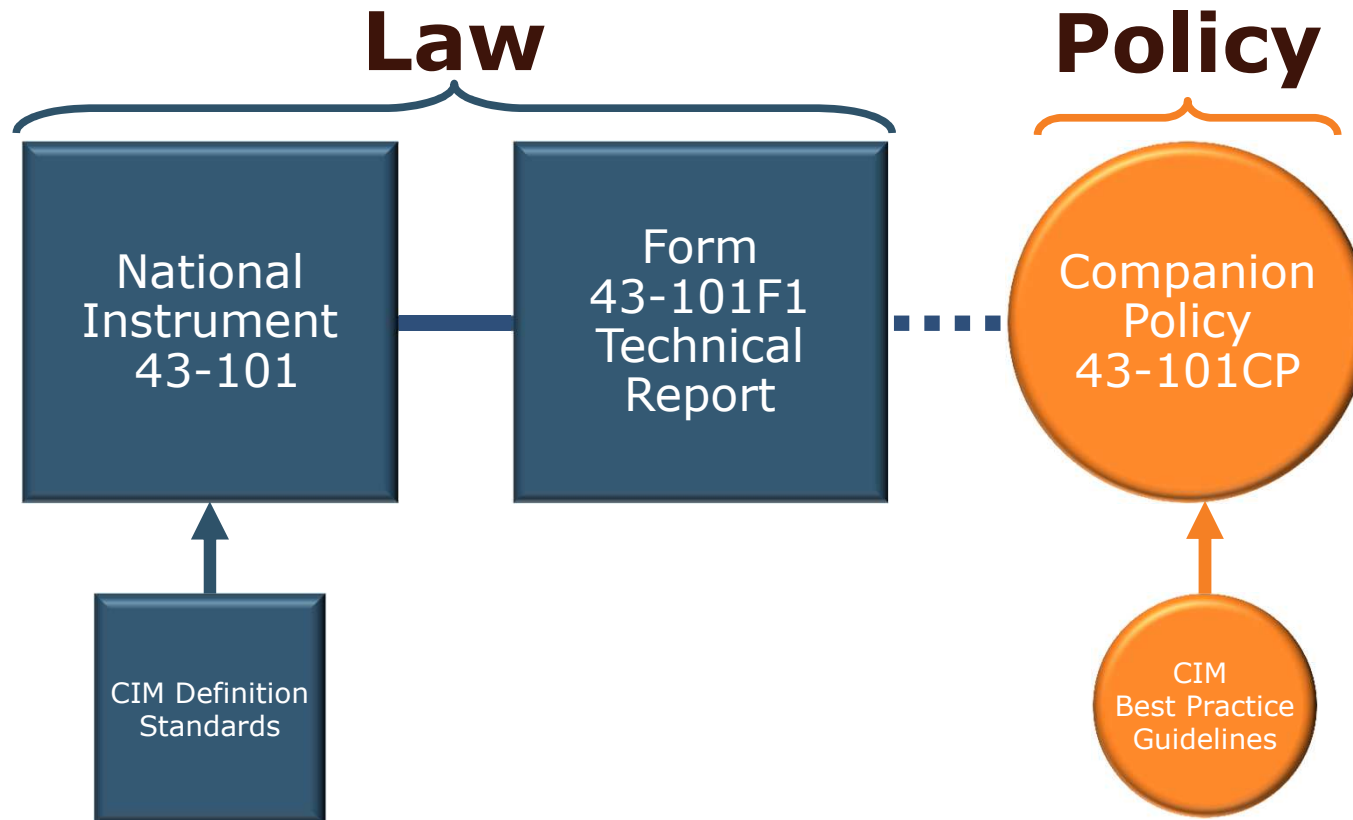 Law
Policy
National
Instrument
43-101
Form
43-101F1
Technical
Report
Companion
Policy
43-101CP
CIM Definition
Standards
CIM
Best Practice
Guidelines